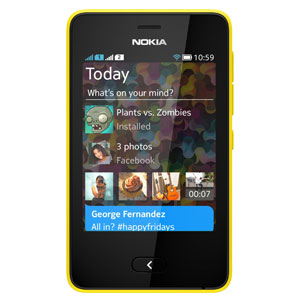 NOKIA
1 2 10:59
Today
What's on your mind?
Plants vs. Zombies
Installed
3 photos
Facebook
00:07
George Fernandez
All in? #happyfridays